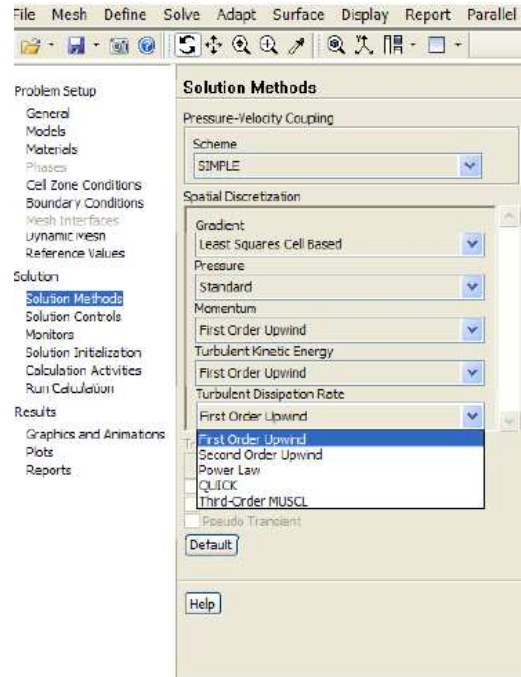 File Mesh Define Solve Adapt Surface Display Report Parallel
Problem Setup
General
Models
Materials
Phases
Cell Zone Conditions
Boundary Conditions
Mesh Interfaces
Dynamic Mesh
Reference Values
Solution
Solution Methods
Solution Controls
Monitors
Solution Initialization
Calculation Activities
Run Calculation
Results
Graphics and Animations
Plots
Reports
Solution Methods
Pressure-Velocity Coupling
Scheme
SIMPLE
Spatial Discretization
Gradient
Least Squares Cell Based
Pressure
Standard
Momentum
First Order Upwind
Turbulent Kinetic Energy
First Order Upwind
Turbulent Dissipation Rate
First Order Upwind
First Order Upwind
Second Order Upwind
Power Law
QUICK
Third-Order MUSCL
Pseudo Transient
Default
Help